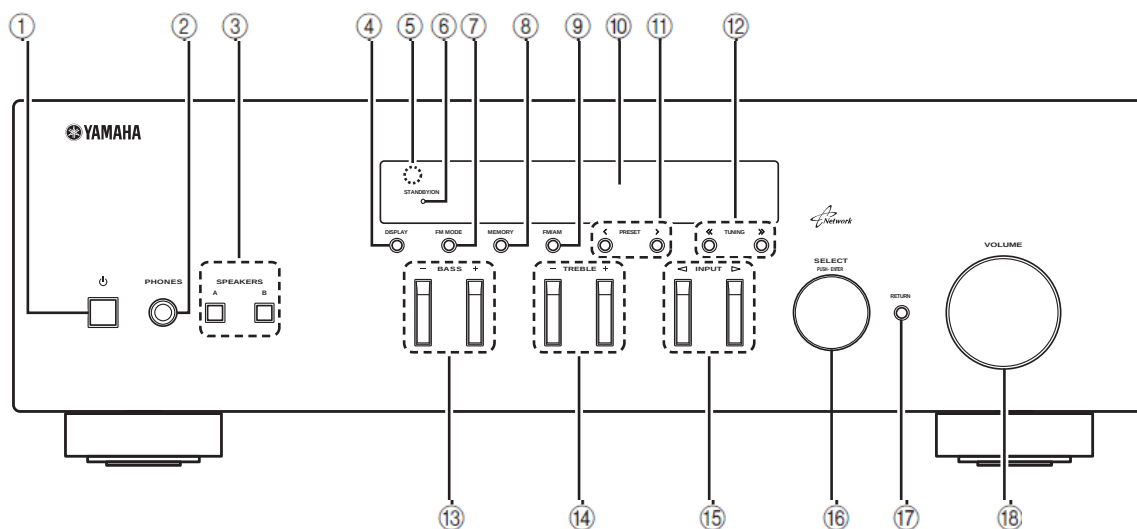 ① ② ③ ④ ⑤ ⑥ ⑦ ⑧ ⑨ ⑩ ⑪ ⑫
YAMAHA
STANDBY/ON
Network
DISPLAY FM MODE MEMORY FM/AM < PRESET > « TUNING »
VOLUME
SELECT
PUSH - ENTER
PHONES SPEAKERS
A B
− BASS + − TREBLE + ◁ INPUT ▷
RETURN
⑬ ⑭ ⑮ ⑯ ⑰ ⑱